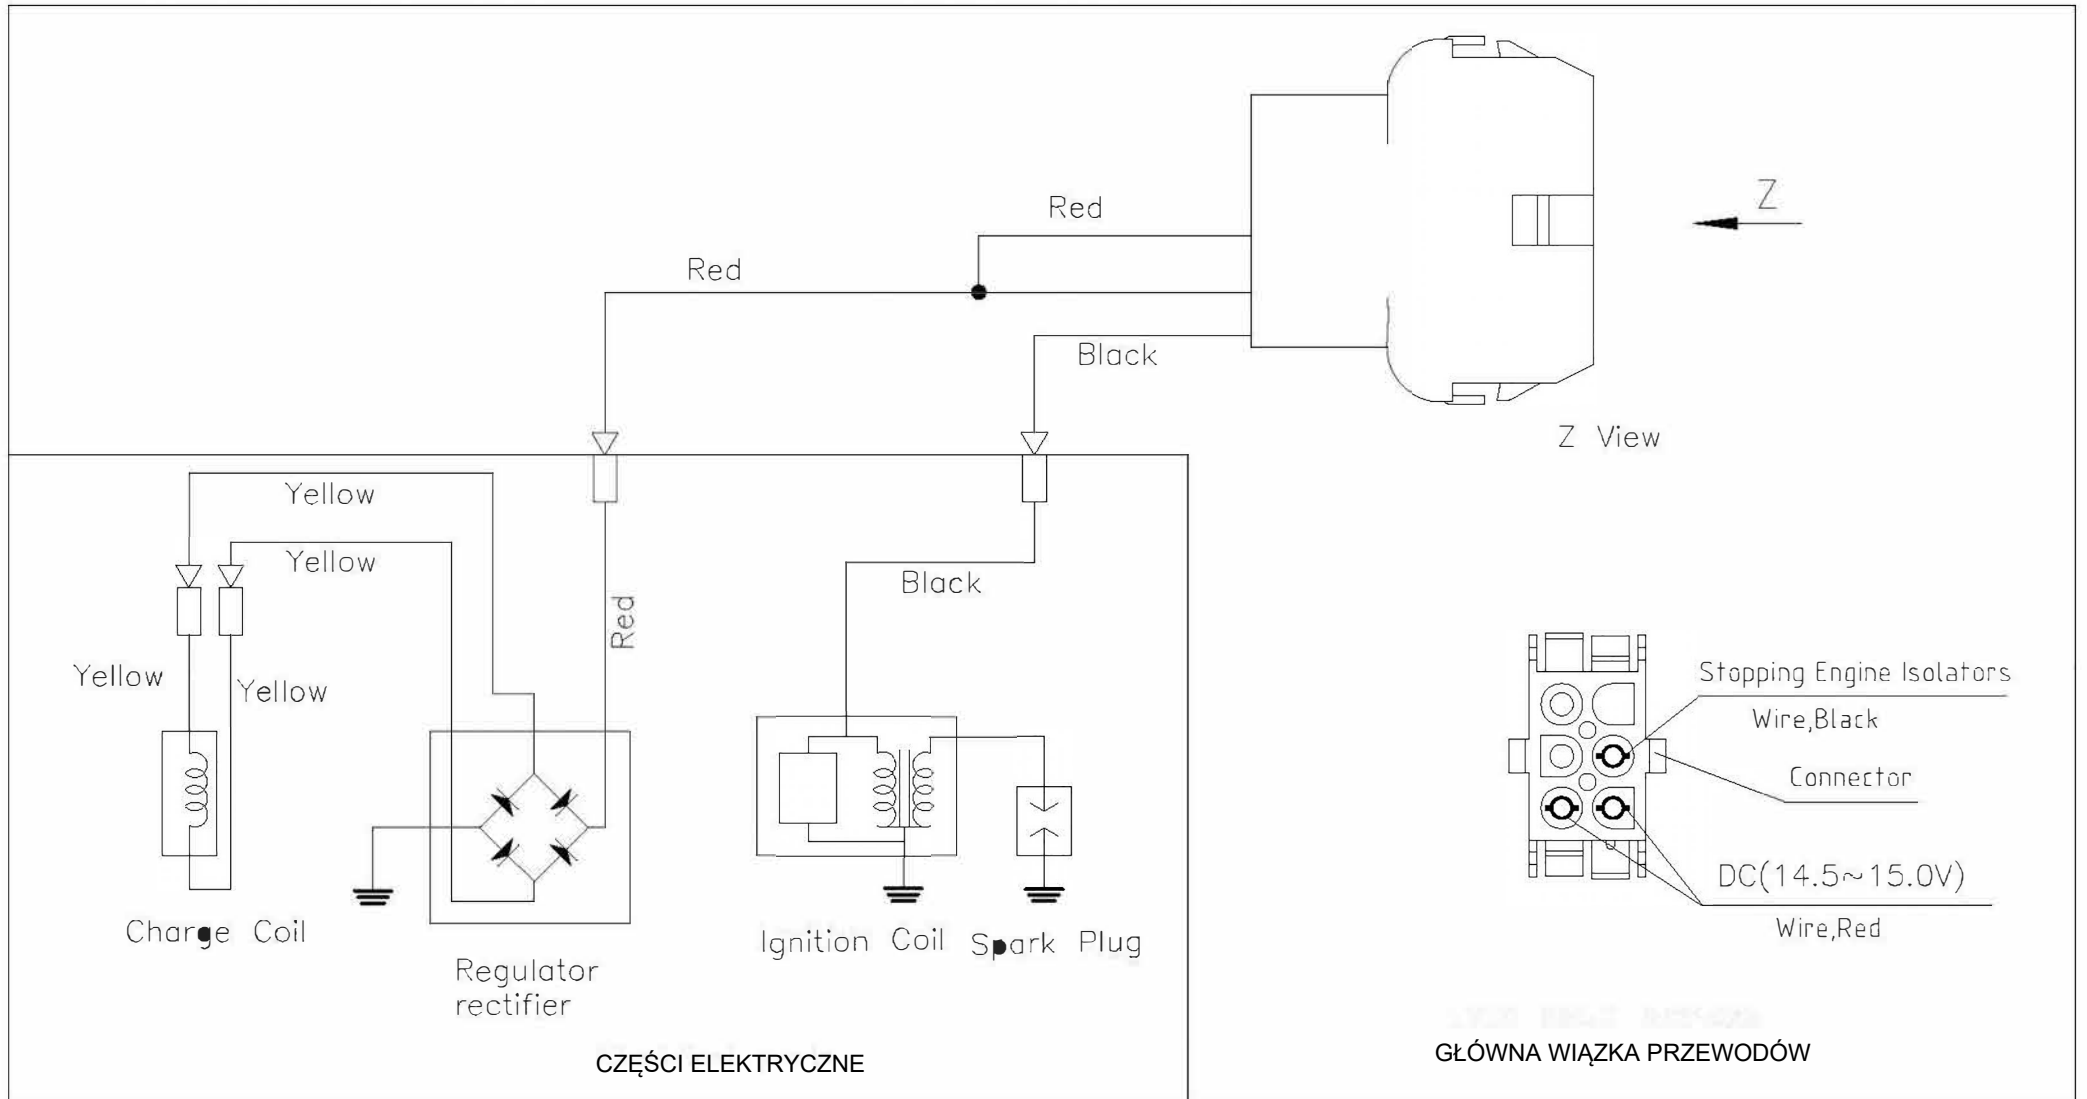 Red
Z
Red
Black
Z View
Yellow
Yellow
Black
Red
Yellow
Yellow
Stopping Engine Isolators
Wire,Black
Connector
DC(14.5~15.0V)
Wire,Red
Charge Coil
Ignition Coil
Spark Plug
Regulator
rectifier
CZĘŚCI ELEKTRYCZNE
GŁÓWNA WIĄZKA PRZEWODÓW